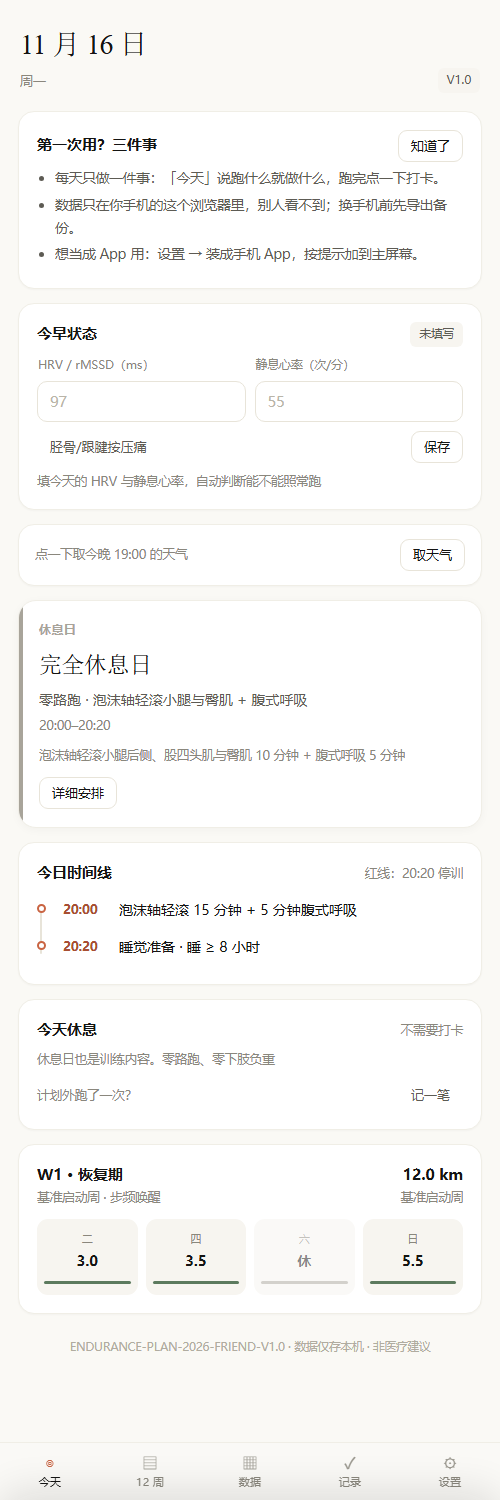 11 月 16 日
周一
V1.0
第一次用？三件事
知道了
每天只做一件事：「今天」说跑什么就做什么，跑完点一下打卡。
数据只在你手机的这个浏览器里，别人看不到；换手机前先导出备
份。
想当成 App 用：设置 → 装成手机 App，按提示加到主屏幕。
今早状态
未填写
HRV / rMSSD（ms）
静息心率（次/分）
97
55
胫骨/跟腱按压痛
保存
填今天的 HRV 与静息心率，自动判断能不能照常跑
点一下取今晚 19:00 的天气
取天气
休息日
完全休息日
零路跑 · 泡沫轴轻滚小腿与臀肌 + 腹式呼吸
20:00–20:20
泡沫轴轻滚小腿后侧、股四头肌与臀肌 10 分钟 + 腹式呼吸 5 分钟
详细安排
今日时间线
红线：20:20 停训
20:00 泡沫轴轻滚 15 分钟 + 5 分钟腹式呼吸
20:20 睡觉准备 · 睡 ≥ 8 小时
今天休息
不需要打卡
休息日也是训练内容。零路跑、零下肢负重
计划外跑了一次？
记一笔
W1 • 恢复期
12.0 km
基准启动周 · 步频唤醒
基准启动周
二 四 六 日
3.0 3.5 休 5.5
ENDURANCE-PLAN-2026-FRIEND-V1.0 · 数据仅存本机 · 非医疗建议
今天 12 周 数据 记录 设置